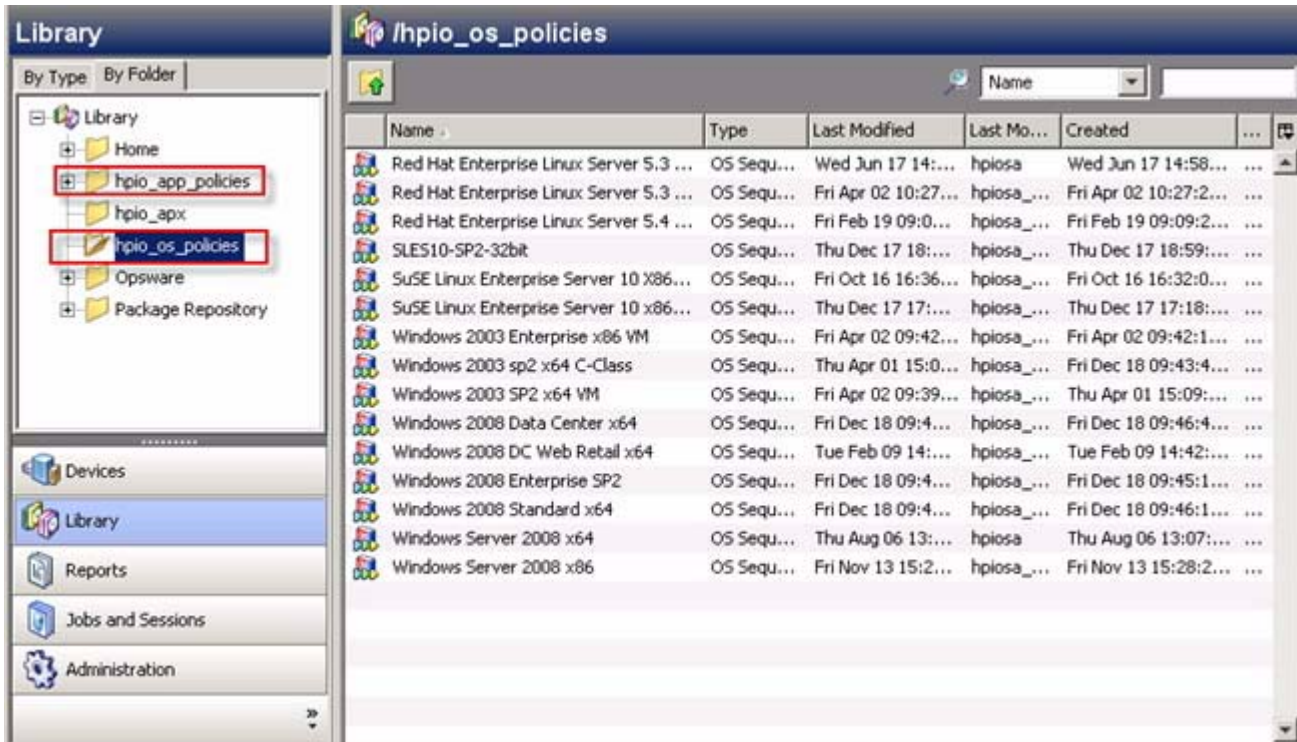 Library
By Type By Folder
Library
Home
hpio_app_policies
hpio_apx
hpio_os_policies
Opsware
Package Repository
Devices
Library
Reports
Jobs and Sessions
Administration
/hpio_os_policies
Name
Name Type Last Modified Last Mo... Created ...
Red Hat Enterprise Linux Server 5.3 ... OS Sequ... Wed Jun 17 14:... hpiosa Wed Jun 17 14:58... ...
Red Hat Enterprise Linux Server 5.3 ... OS Sequ... Fri Apr 02 10:27... hpiosa_... Fri Apr 02 10:27:2... ...
Red Hat Enterprise Linux Server 5.4 ... OS Sequ... Fri Feb 19 09:0... hpiosa_... Fri Feb 19 09:09:2... ...
SLES10-SP2-32bit OS Sequ... Thu Dec 17 18:... hpiosa_... Thu Dec 17 18:59:... ...
SuSE Linux Enterprise Server 10 X86... OS Sequ... Fri Oct 16 16:36... hpiosa_... Fri Oct 16 16:32:0... ...
SuSE Linux Enterprise Server 10 x86... OS Sequ... Thu Dec 17 17:... hpiosa_... Thu Dec 17 17:18:... ...
Windows 2003 Enterprise x86 VM OS Sequ... Fri Apr 02 09:42... hpiosa_... Fri Apr 02 09:42:1... ...
Windows 2003 sp2 x64 C-Class OS Sequ... Thu Apr 01 15:0... hpiosa_... Fri Dec 18 09:43:4... ...
Windows 2003 SP2 x64 VM OS Sequ... Fri Apr 02 09:39... hpiosa_... Thu Apr 01 15:09:... ...
Windows 2008 Data Center x64 OS Sequ... Fri Dec 18 09:4... hpiosa_... Fri Dec 18 09:46:4... ...
Windows 2008 DC Web Retail x64 OS Sequ... Tue Feb 09 14:... hpiosa_... Tue Feb 09 14:42:... ...
Windows 2008 Enterprise SP2 OS Sequ... Fri Dec 18 09:4... hpiosa_... Fri Dec 18 09:45:1... ...
Windows 2008 Standard x64 OS Sequ... Fri Dec 18 09:4... hpiosa_... Fri Dec 18 09:46:1... ...
Windows Server 2008 x64 OS Sequ... Thu Aug 06 13:... hpiosa Thu Aug 06 13:07:... ...
Windows Server 2008 x86 OS Sequ... Fri Nov 13 15:2... hpiosa_... Fri Nov 13 15:28:2... ...